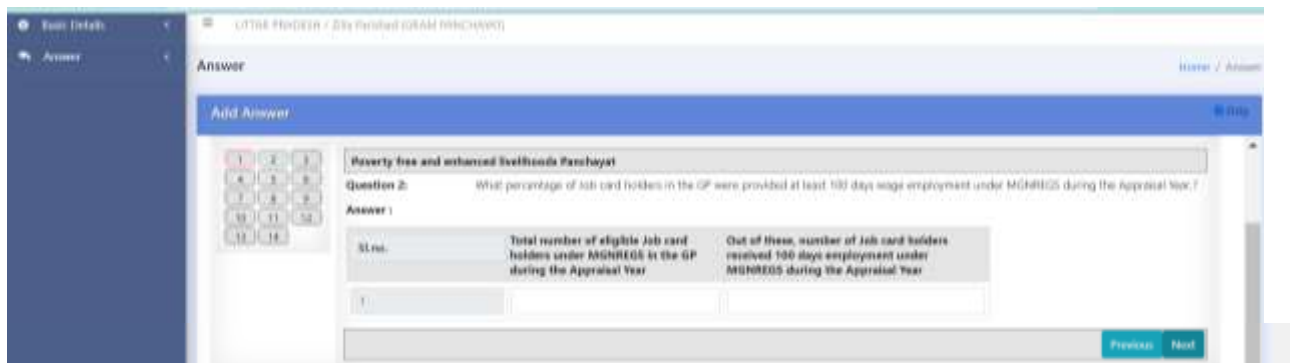 Basic Details
UTTAR PRADESH / Zilla Parishad (GRAM PANCHAYAT)
Answer
Answer
Home / Answer
Add Answer
Help
1 2 3
4 5 6
7 8 9
10 11 12
13 14
Poverty free and enhanced livelihoods Panchayat
Question 2: What percentage of Job card holders in the GP were provided at least 100 days wage employment under MGNREGS during the Appraisal Year.?
Answer :
Sl.no.
Total number of eligible Job card
holders under MGNREGS in the GP
during the Appraisal Year
Out of these, number of Job card holders
received 100 days employment under
MGNREGS during the Appraisal Year
1
Previous Next